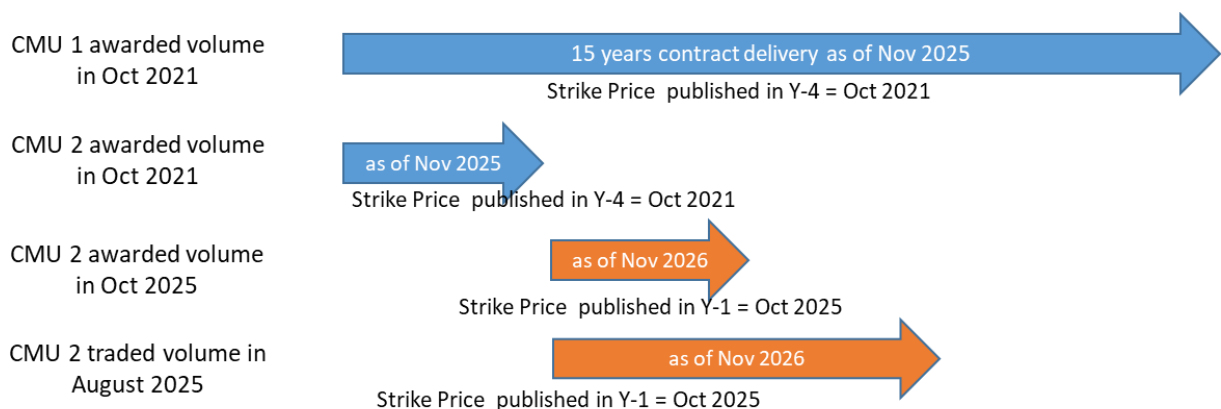 CMU 1 awarded volume
in Oct 2021
15 years contract delivery as of Nov 2025
Strike Price published in Y-4 = Oct 2021
CMU 2 awarded volume
in Oct 2021
as of Nov 2025
Strike Price published in Y-4 = Oct 2021
CMU 2 awarded volume
in Oct 2025
as of Nov 2026
Strike Price published in Y-1 = Oct 2025
CMU 2 traded volume in
August 2025
as of Nov 2026
Strike Price published in Y-1 = Oct 2025